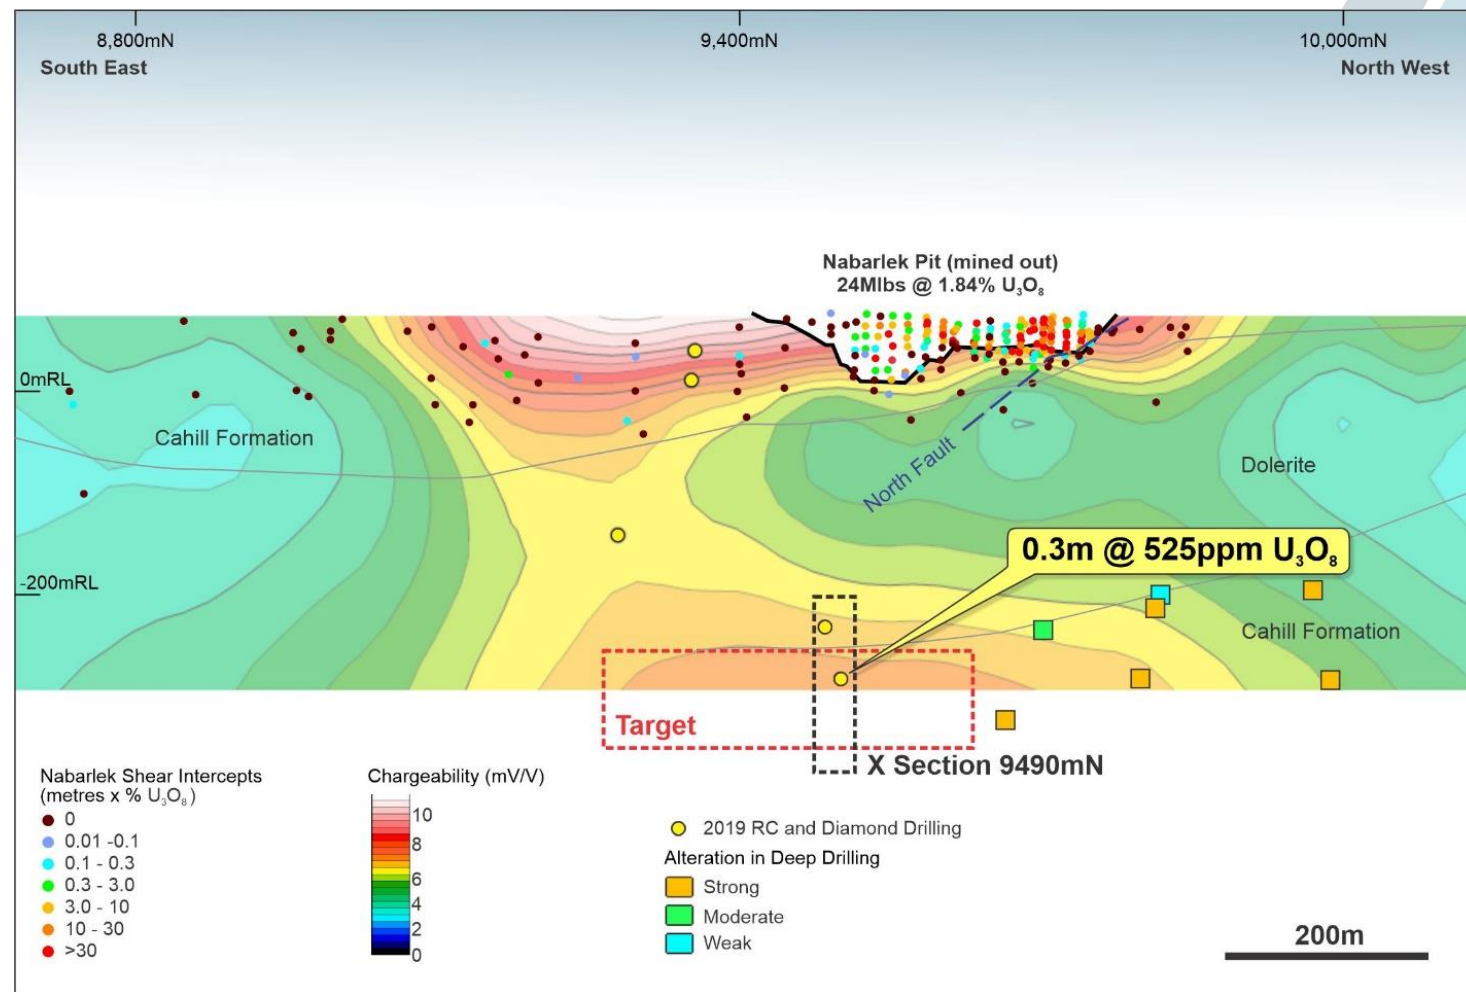 8,800mN
9,400mN
10,000mN
South East
North West
Nabarlek Pit (mined out)
24Mlbs @ 1.84% U₃O₈
0mRL
Cahill Formation
North Fault
Dolerite
0.3m @ 525ppm U₃O₈
-200mRL
Cahill Formation
Target
X Section 9490mN
Nabarlek Shear Intercepts
(metres x % U₃O₈)
0
0.01 -0.1
0.1 - 0.3
0.3 - 3.0
3.0 - 10
10 - 30
>30
Chargeability (mV/V)
10
8
6
4
2
0
2019 RC and Diamond Drilling
Alteration in Deep Drilling
Strong
Moderate
Weak
200m